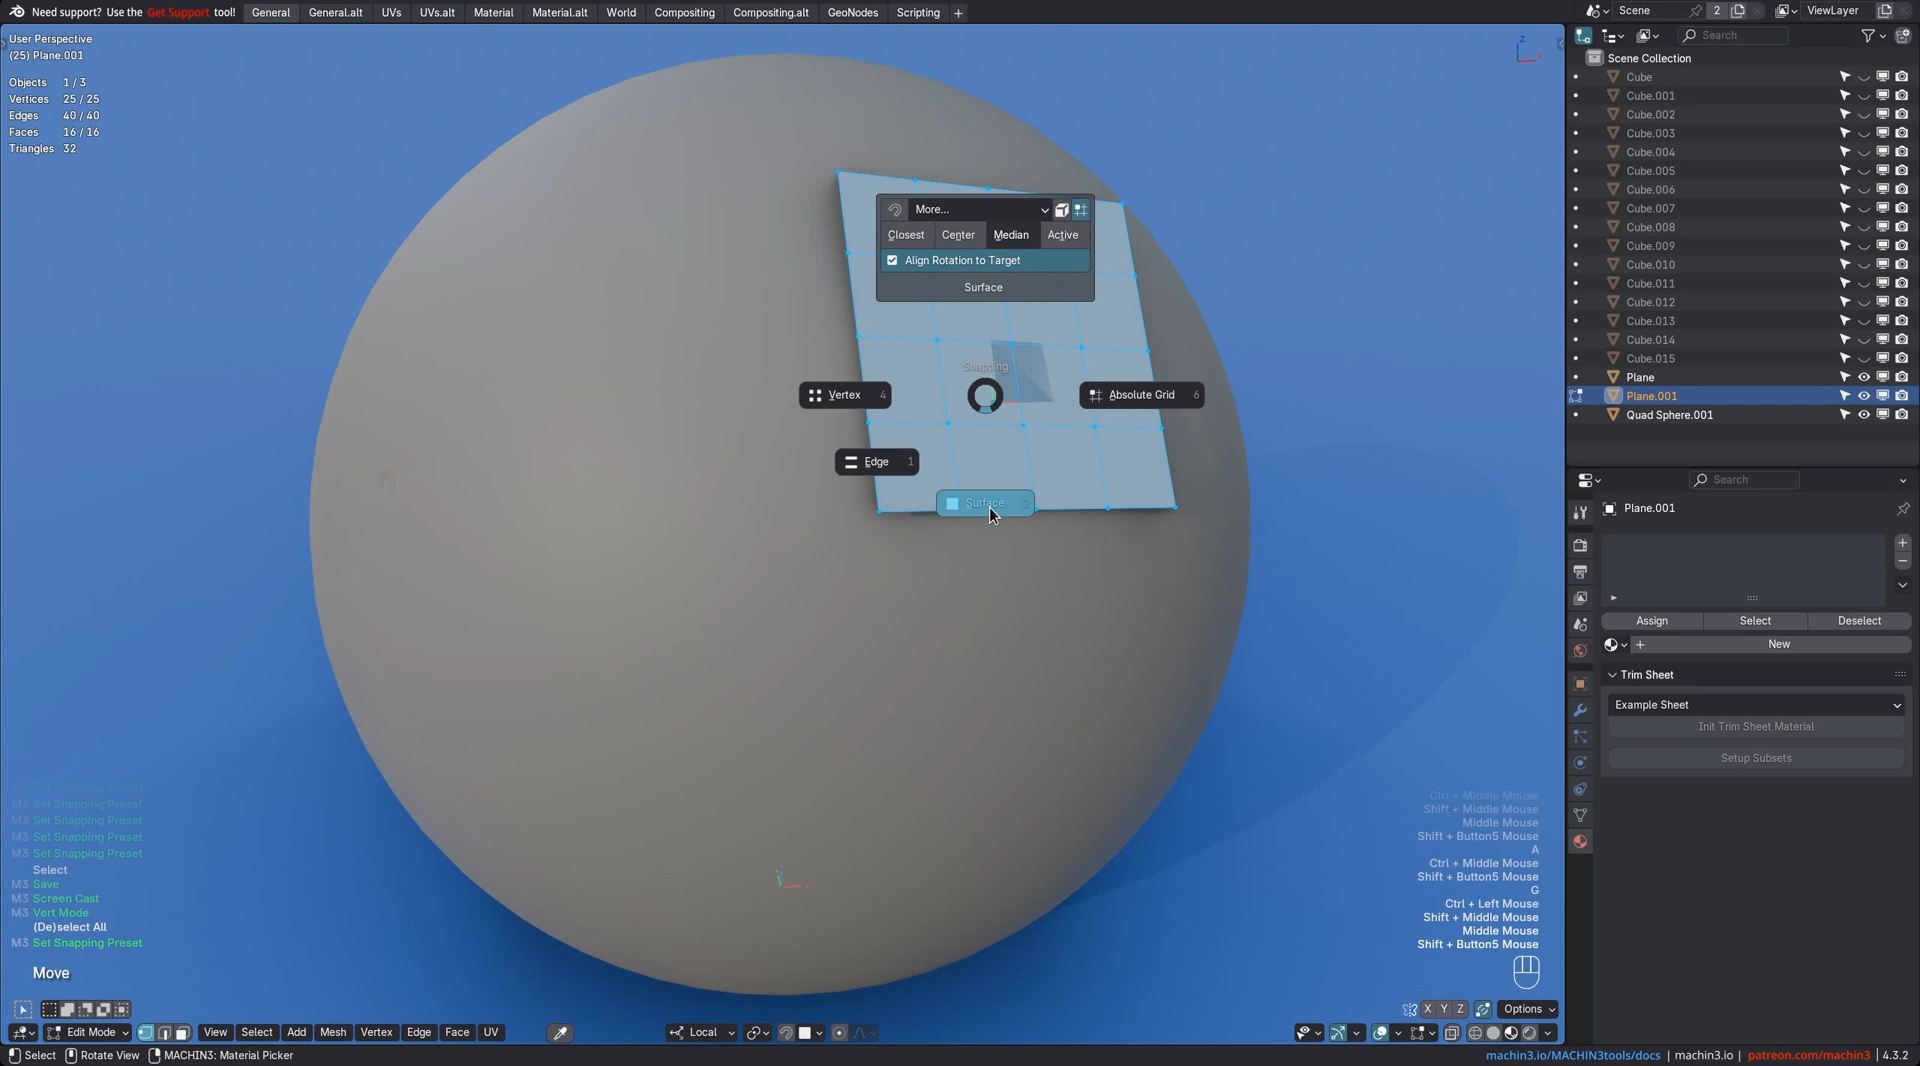 Need support? Use the Get Support tool! General General.alt UVs UVs.alt Material Material.alt World Compositing Compositing.alt GeoNodes Scripting + Scene 2 ViewLayer
User Perspective
(25) Plane.001
Objects 1 / 3
Vertices 25 / 25
Edges 40 / 40
Faces 16 / 16
Triangles 32
Z
More...
Closest Center Median Active
Align Rotation to Target
Surface
Snapping
Vertex 4
Absolute Grid 6
Edge 1
Surface 2
M3 Set Snapping Preset
M3 Set Snapping Preset
M3 Set Snapping Preset
M3 Set Snapping Preset
M3 Set Snapping Preset
Select
M3 Save
M3 Screen Cast
M3 Vert Mode
(De)select All
M3 Set Snapping Preset
Move
Ctrl + Middle Mouse
Shift + Middle Mouse
Middle Mouse
Shift + Button5 Mouse
A
Ctrl + Middle Mouse
Shift + Button5 Mouse
G
Ctrl + Left Mouse
Shift + Middle Mouse
Middle Mouse
Shift + Button5 Mouse
X Y Z Options
Edit Mode View Select Add Mesh Vertex Edge Face UV Local
Select Rotate View MACHIN3: Material Picker
machin3.io/MACHIN3tools/docs | machin3.io | patreon.com/machin3 | 4.3.2
Search
Scene Collection
Cube
Cube.001
Cube.002
Cube.003
Cube.004
Cube.005
Cube.006
Cube.007
Cube.008
Cube.009
Cube.010
Cube.011
Cube.012
Cube.013
Cube.014
Cube.015
Plane
Plane.001
Quad Sphere.001
Search
Plane.001
Assign Select Deselect
New
Trim Sheet
Example Sheet
Init Trim Sheet Material
Setup Subsets